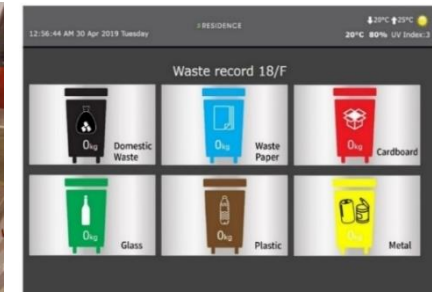 12:56:44 AM 30 Apr 2019 Tuesday
RESIDENCE
20°C 25°C
20°C 80% UV Index:3
Waste record 18/F
0kg
Domestic
Waste
0kg
Waste
Paper
0kg
Cardboard
0kg
Glass
0kg
Plastic
0kg
Metal